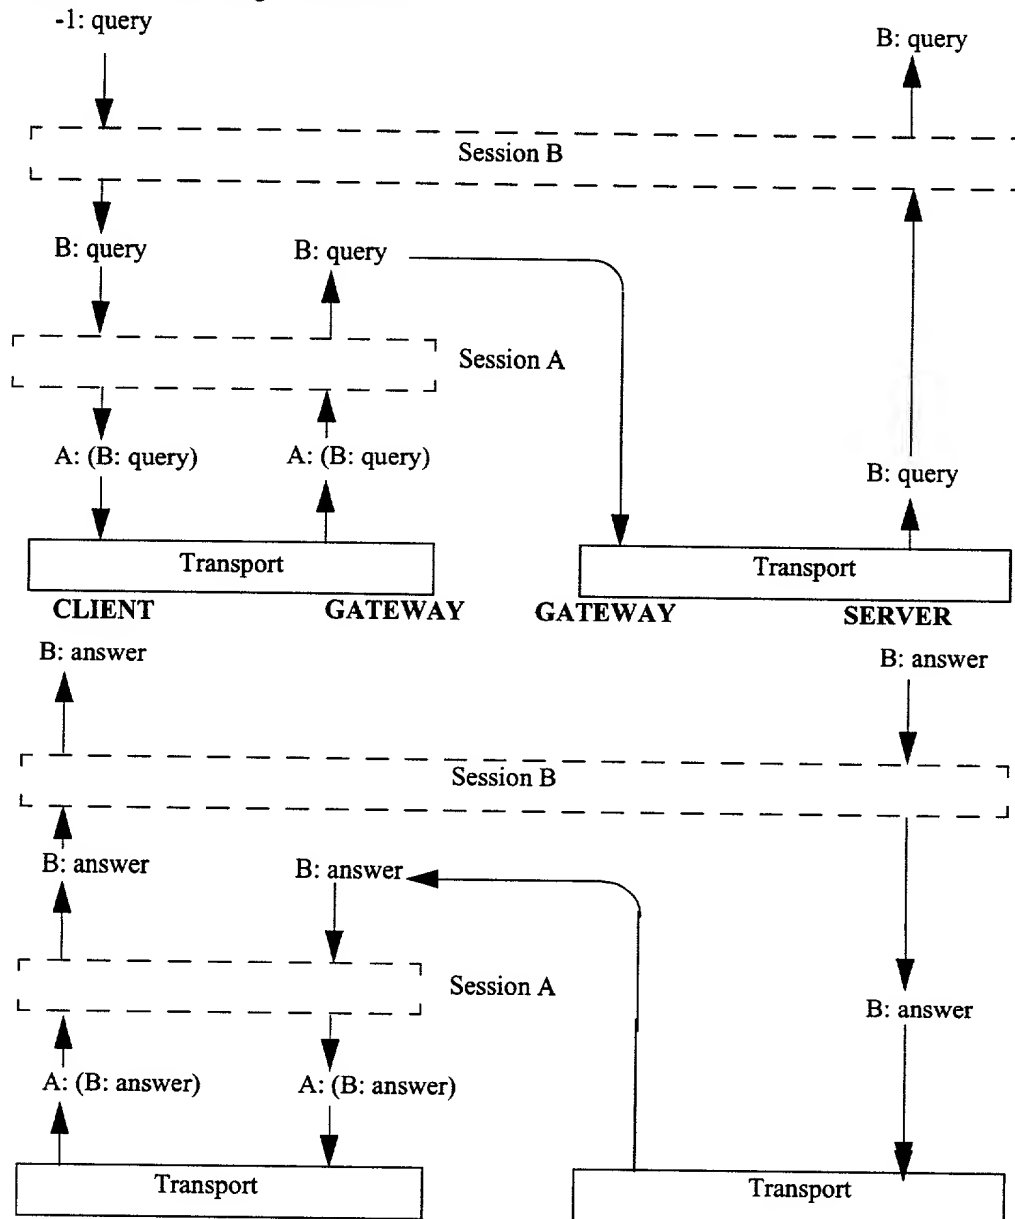 -1: query
B: query
Session B
B: query
B: query
Session A
A: (B: query)
A: (B: query)
B: query
Transport
Transport
CLIENT
GATEWAY
GATEWAY
SERVER
B: answer
B: answer
Session B
B: answer
B: answer
Session A
B: answer
A: (B: answer)
A: (B: answer)
Transport
Transport